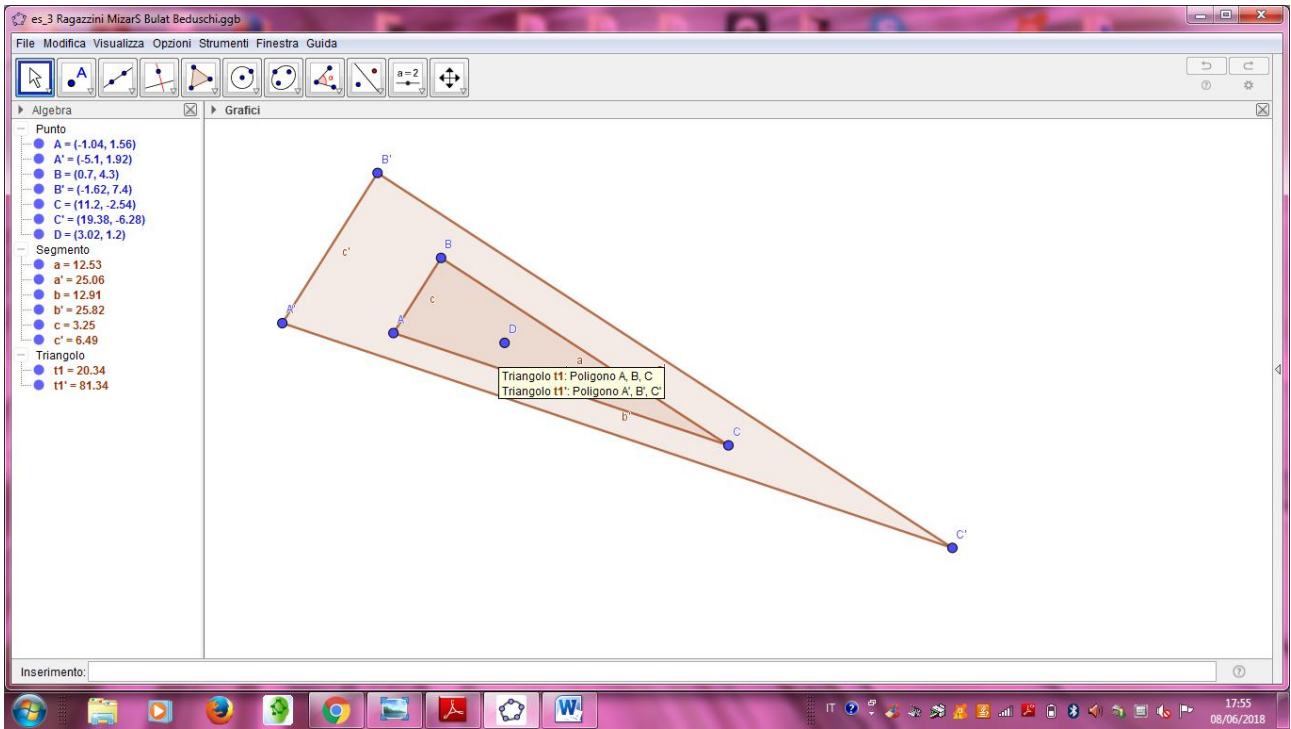 es_3 Ragazzini MizarS Bulat Beduschi.ggb
File Modifica Visualizza Opzioni Strumenti Finestra Guida
A
α
a = 2
Algebra
Grafici
Punto
A = (-1.04, 1.56)
A' = (-5.1, 1.92)
B = (0.7, 4.3)
B' = (-1.62, 7.4)
C = (11.2, -2.54)
C' = (19.38, -6.28)
D = (3.02, 1.2)
Segmento
a = 12.53
a' = 25.06
b = 12.91
b' = 25.82
c = 3.25
c' = 6.49
Triangolo
t1 = 20.34
t1' = 81.34
B'
c'
B
c
A'
A
D
a
Triangolo t1: Poligono A, B, C
Triangolo t1': Poligono A', B', C'
b'
C
C'
Inserimento:
W
IT
17:55
08/06/2018